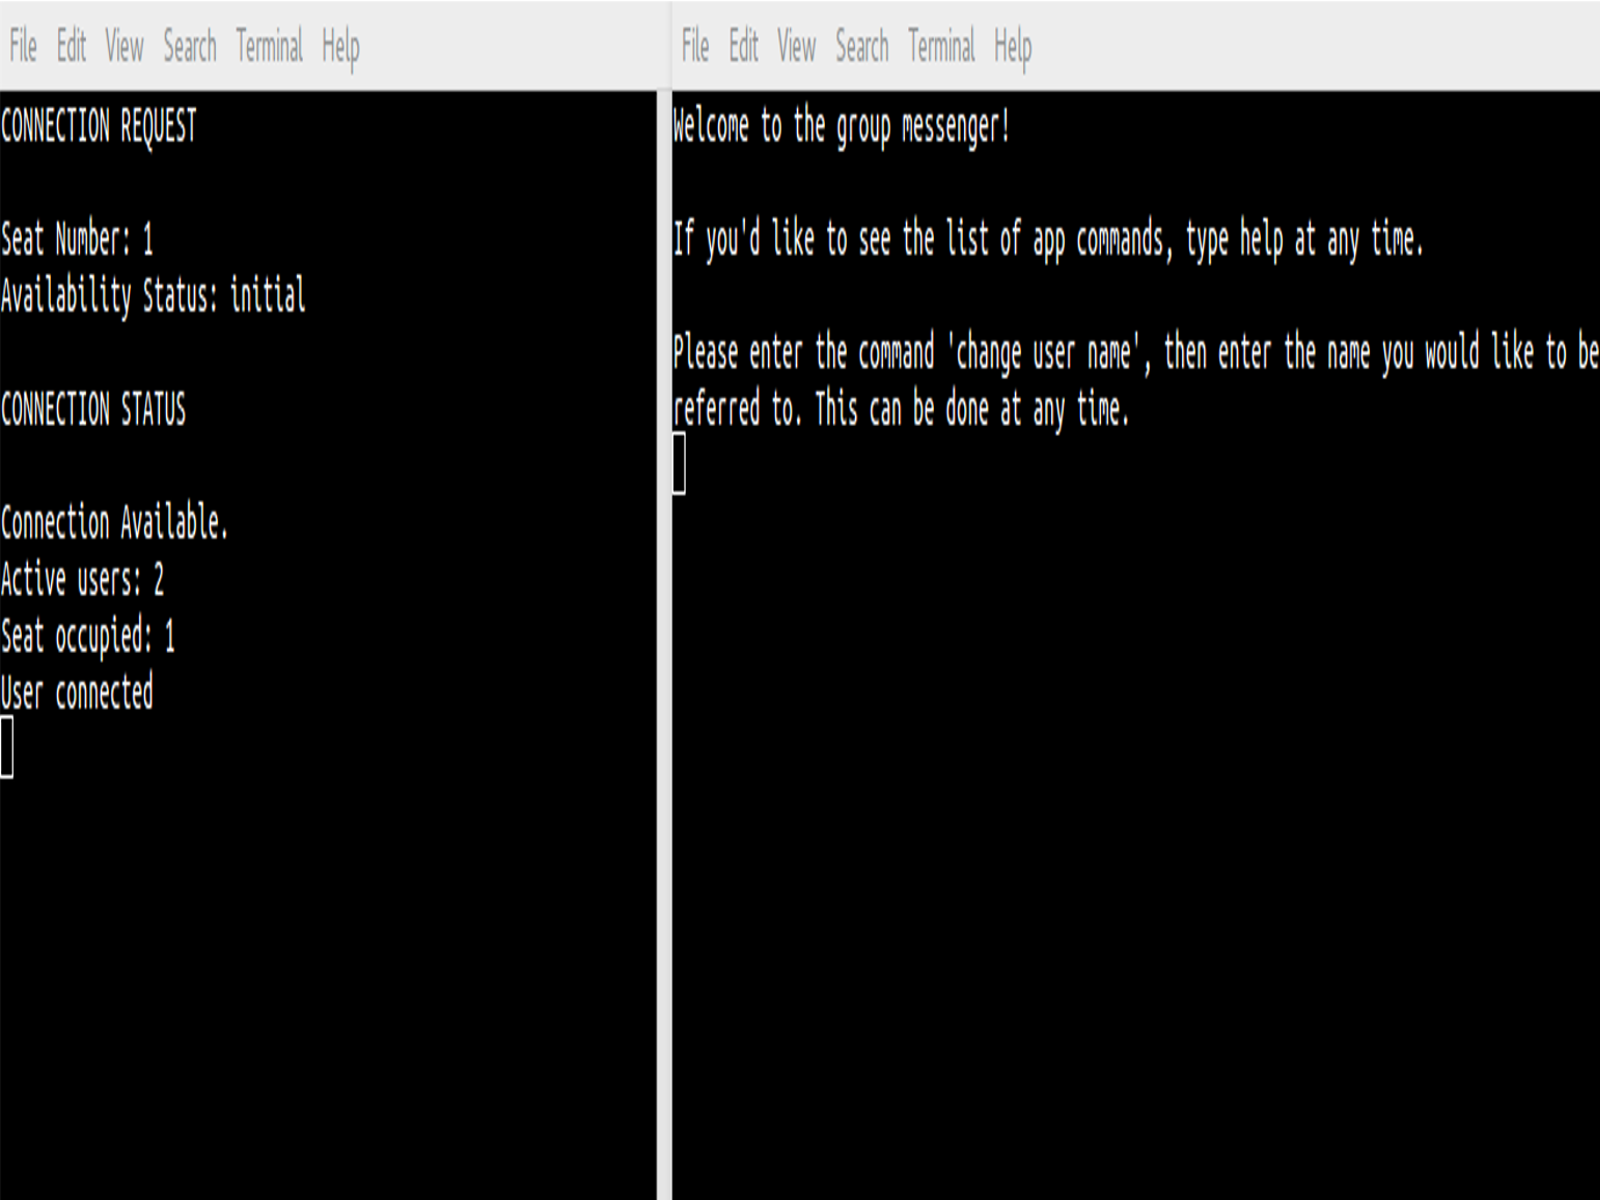 File Edit View Search Terminal Help
CONNECTION REQUEST
Seat Number: 1
Availability Status: initial
CONNECTION STATUS
Connection Available.
Active users: 2
Seat occupied: 1
User connected
File Edit View Search Terminal Help
Welcome to the group messenger!
If you'd like to see the list of app commands, type help at any time.
Please enter the command 'change user name', then enter the name you would like to be
referred to. This can be done at any time.